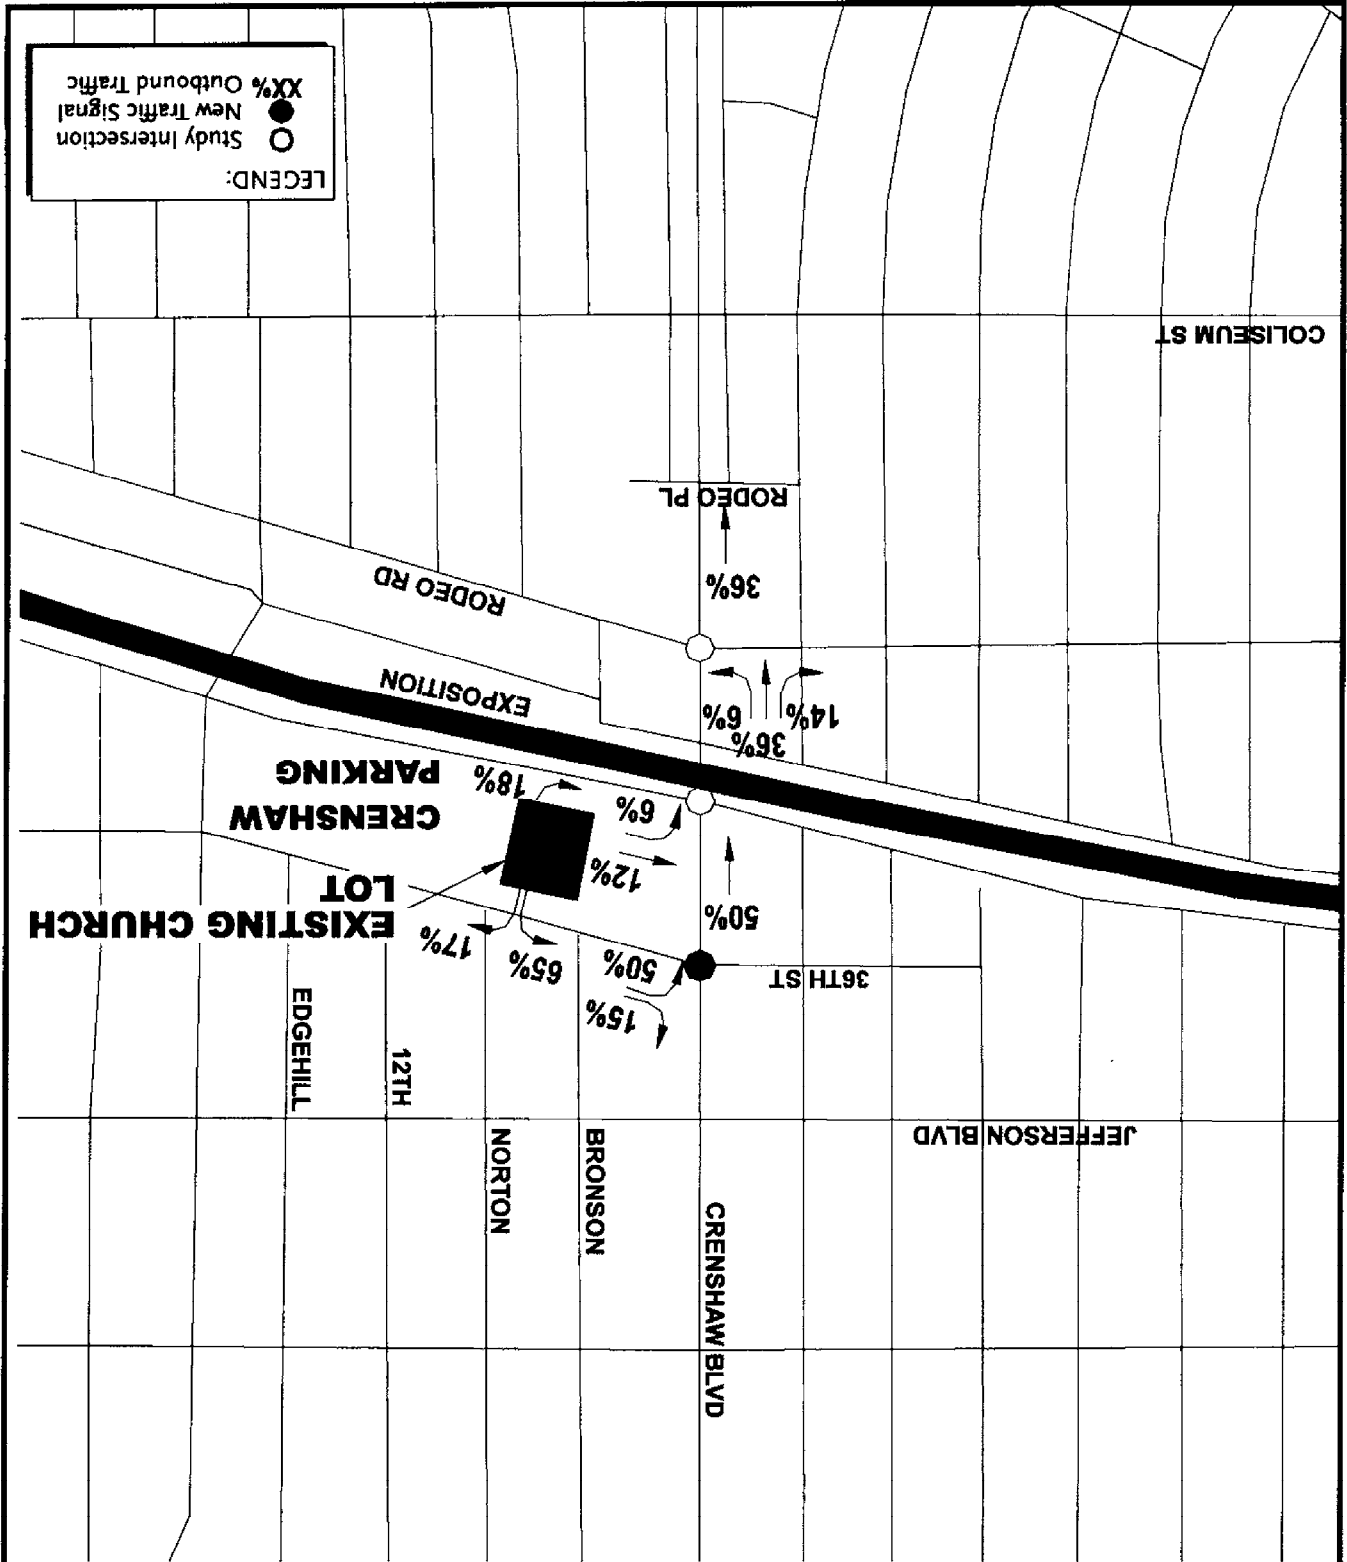 CRENSHAW BLVD
BRONSON
NORTON
JEFFERSON BLVD
12TH
EDGEHILL
15%
36TH ST
50%
65%
17%
50%
EXISTING CHURCH
LOT
12%
CRENSHAW
PARKING
6%
18%
14%
36%
6%
EXPOSITION
36%
RODEO RD
RODEO PL
COLISEUM ST
LEGEND:
Study Intersection
New Traffic Signal
XX% Outbound Traffic